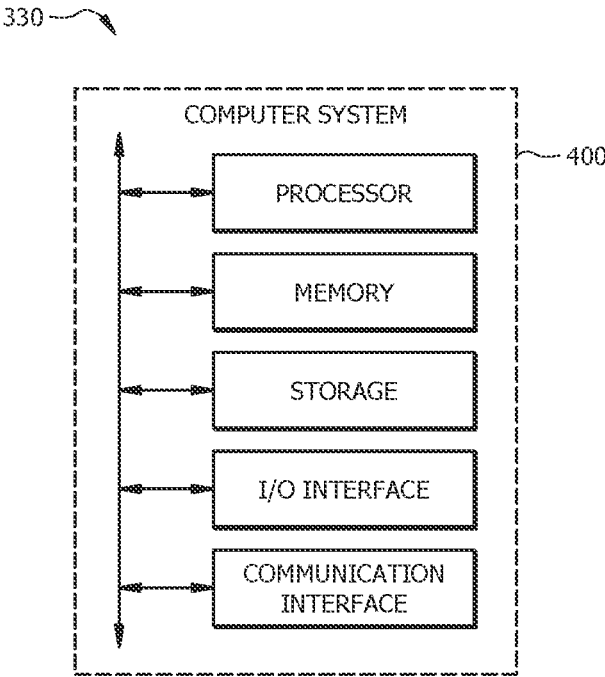 330
COMPUTER SYSTEM
400
PROCESSOR
MEMORY
STORAGE
I/O INTERFACE
COMMUNICATION
INTERFACE